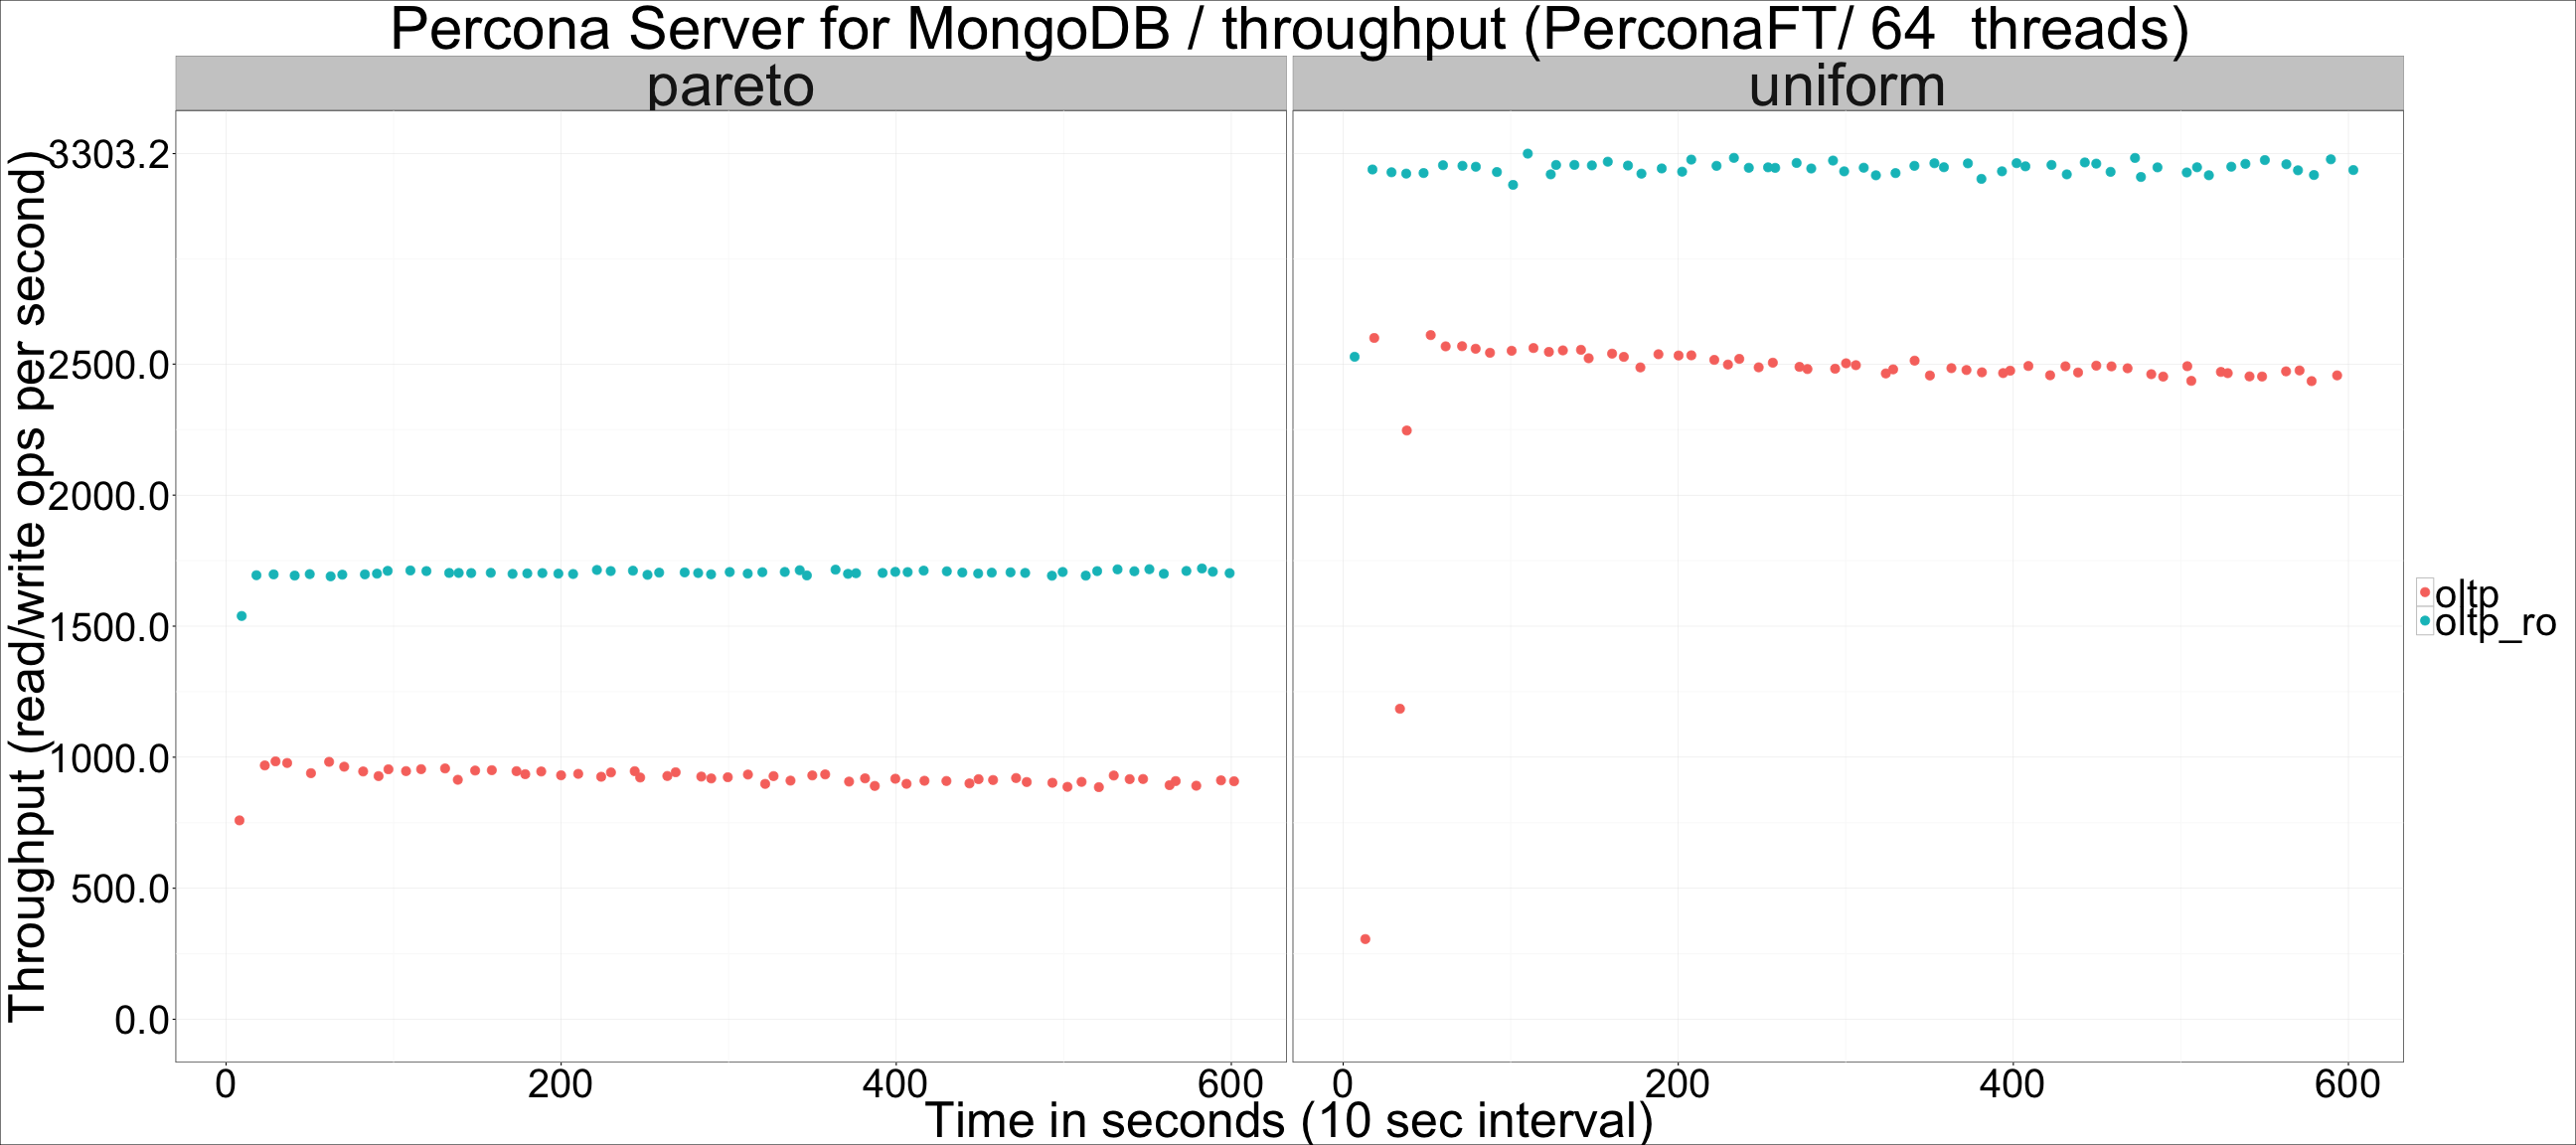 Percona Server for MongoDB / throughput (PerconaFT/ 64  threads)
pareto
uniform
Throughput (read/write ops per second)
3303.2
2500.0
2000.0
1500.0
1000.0
500.0
0.0
oltp
oltp_ro
0 200 400 600
0 200 400 600
Time in seconds (10 sec interval)